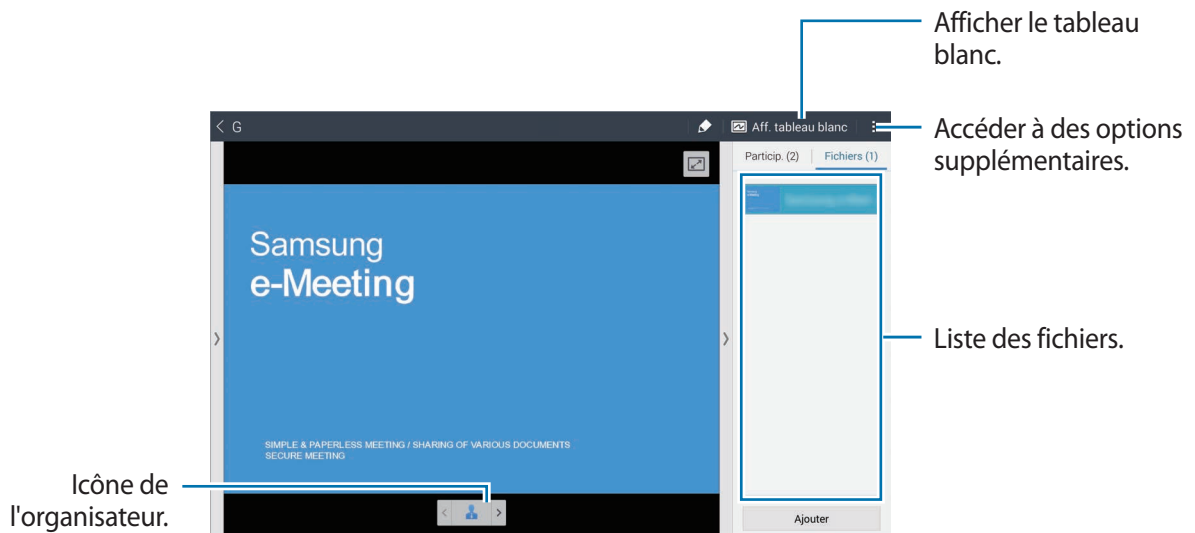 Afficher le tableau
blanc.
G
Aff. tableau blanc
Accéder à des options
supplémentaires.
Particip. (2)
Fichiers (1)
Samsung
e-Meeting
Liste des fichiers.
SIMPLE & PAPERLESS MEETING / SHARING OF VARIOUS DOCUMENTS
SECURE MEETING
Icône de
l'organisateur.
Ajouter